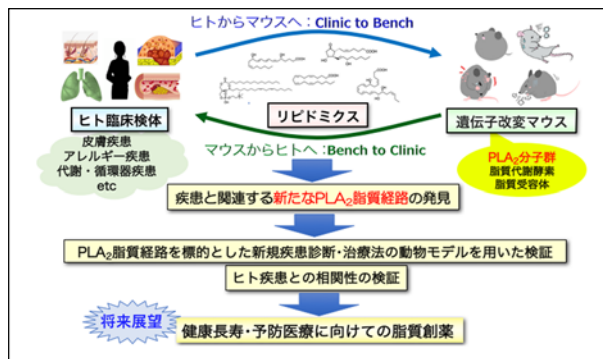 ヒトからマウスへ：Clinic to Bench
ヒト臨床検体
リピドミクス
遺伝子改変マウス
マウスからヒトへ：Bench to Clinic
皮膚疾患
アレルギー疾患
代謝・循環器疾患
etc
PLA₂分子群
脂質代謝酵素
脂質受容体
疾患と関連する新たなPLA₂脂質経路の発見
PLA₂脂質経路を標的とした新規疾患診断・治療法の動物モデルを用いた検証
ヒト疾患との相関性の検証
将来展望
健康長寿・予防医療に向けての脂質創薬